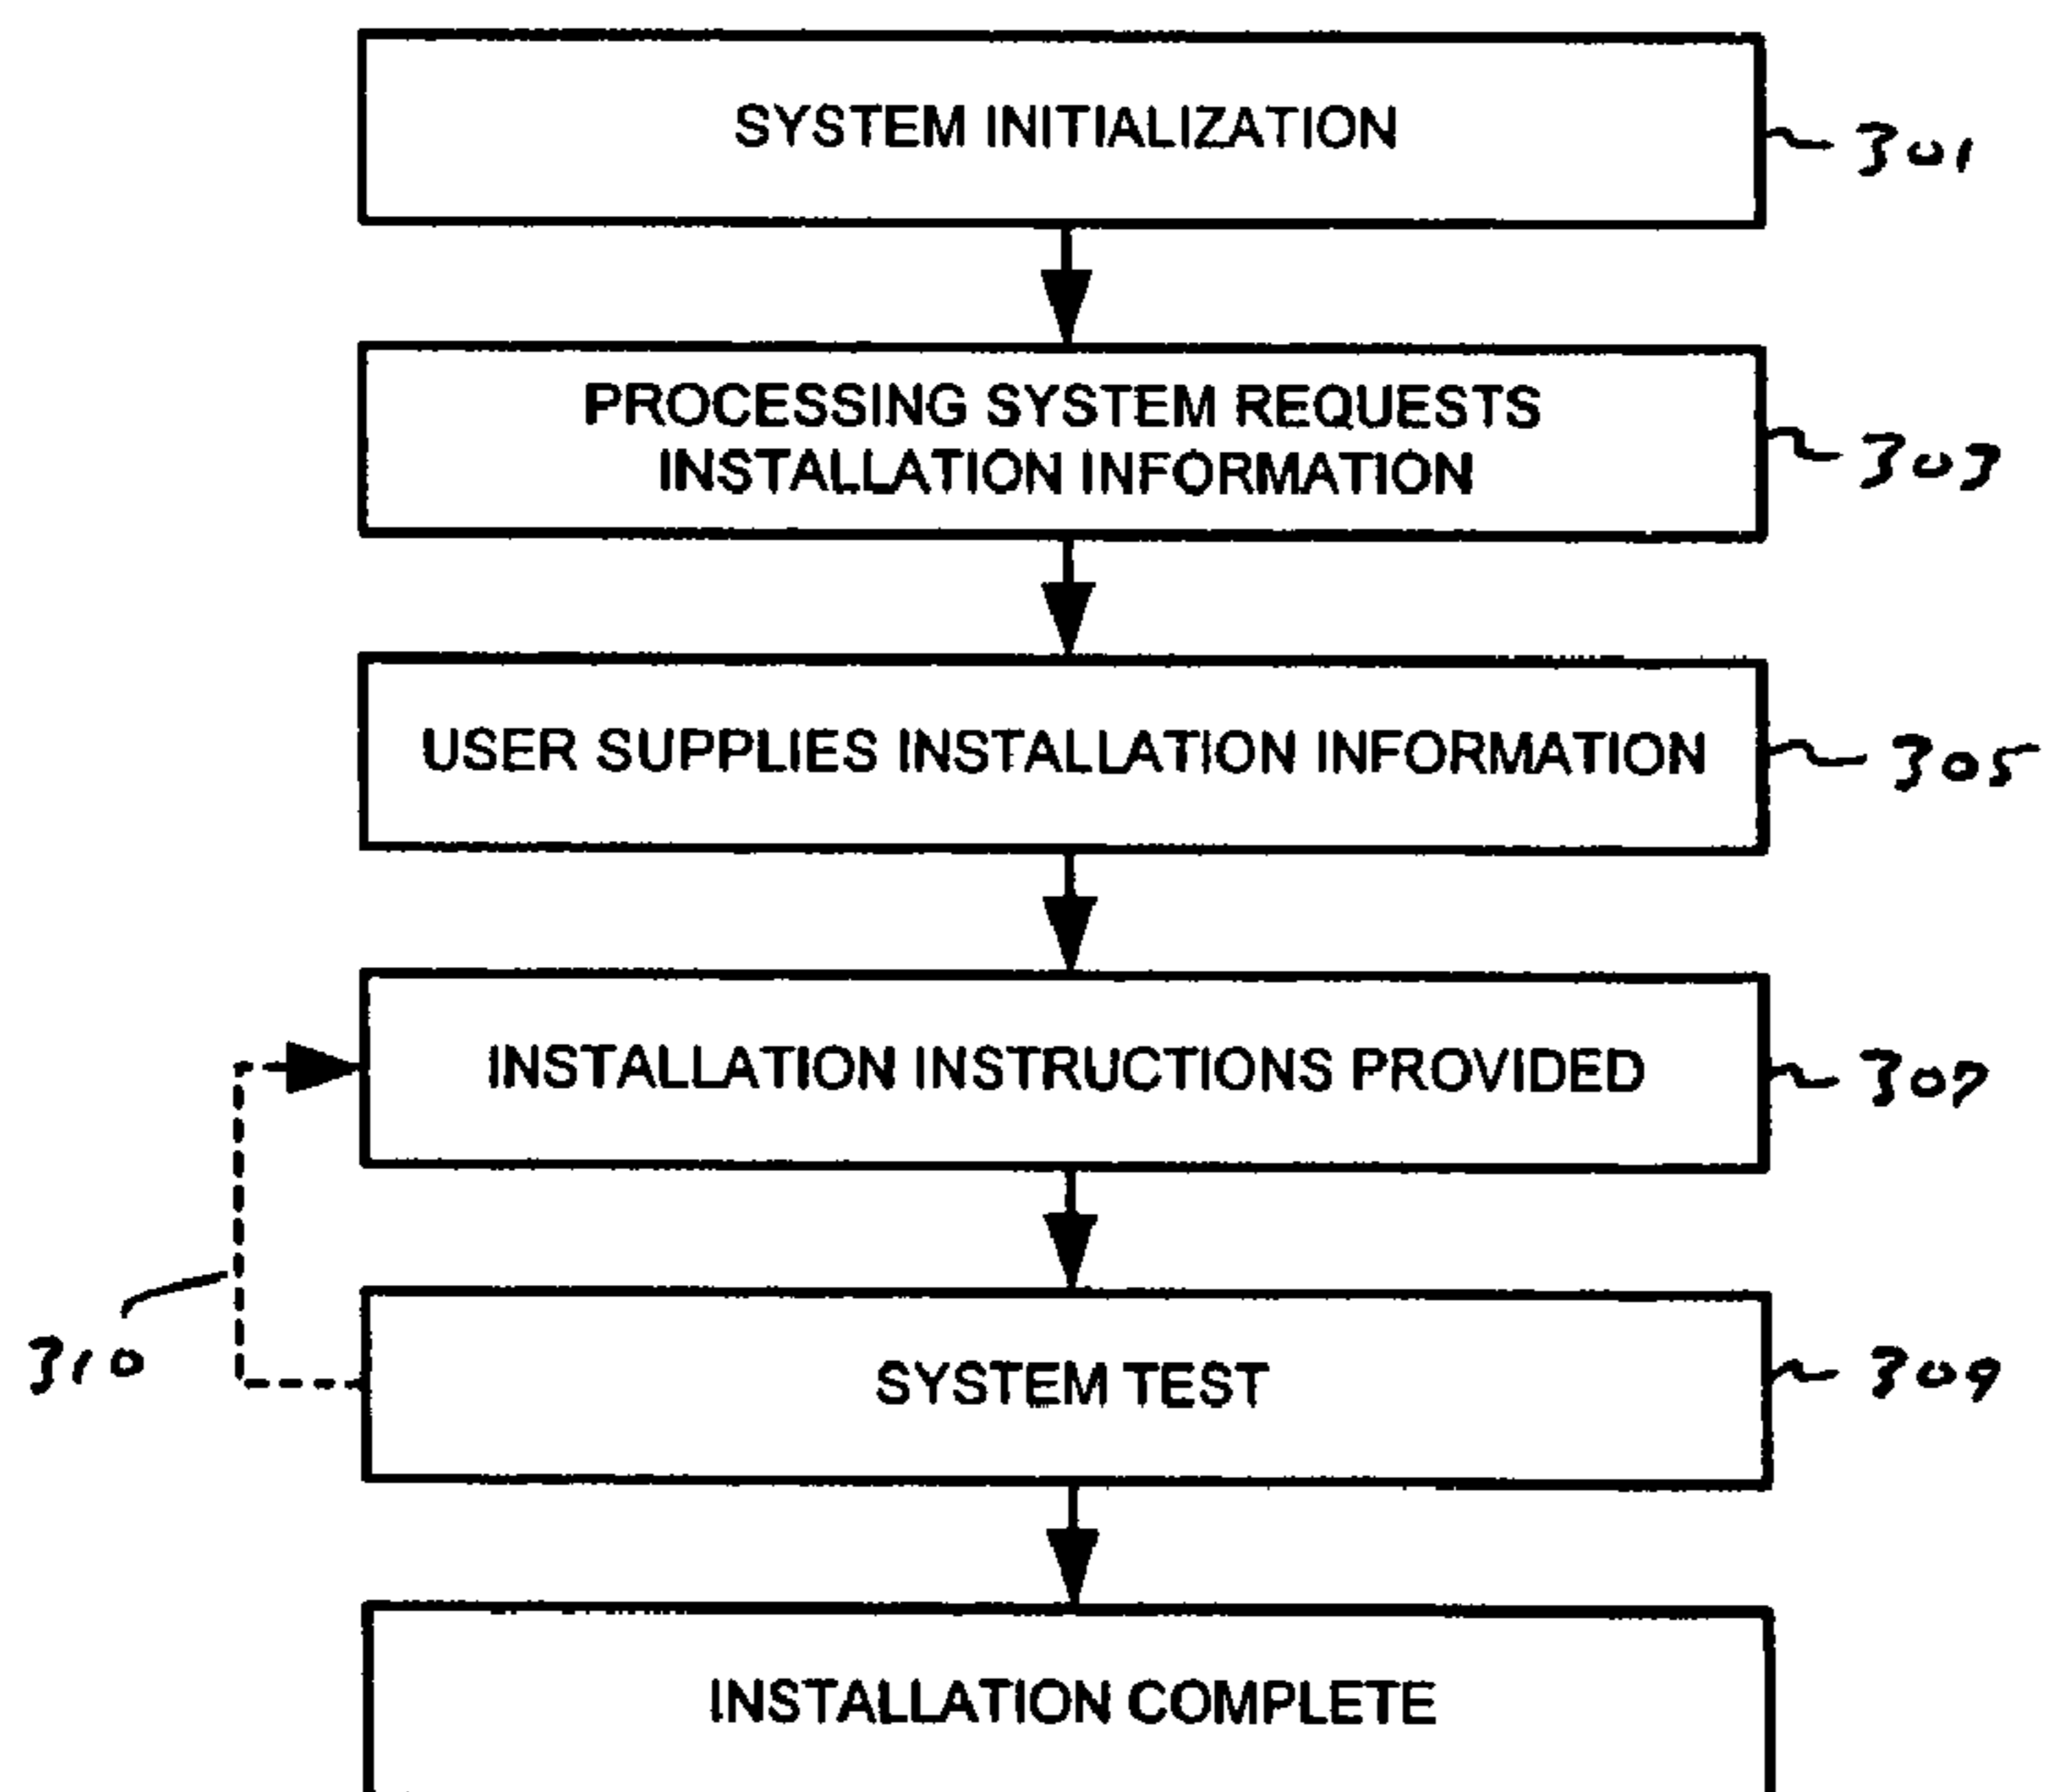 SYSTEM INITIALIZATION
301
PROCESSING SYSTEM REQUESTS
INSTALLATION INFORMATION
303
USER SUPPLIES INSTALLATION INFORMATION
305
INSTALLATION INSTRUCTIONS PROVIDED
307
310
SYSTEM TEST
309
INSTALLATION COMPLETE